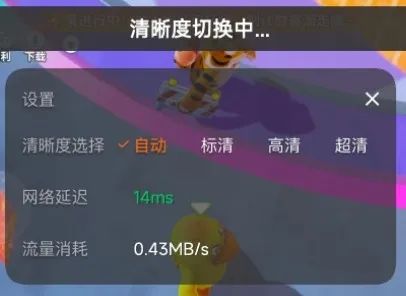 清晰度切换中...
利 下载
设置 ×
清晰度选择 ✓自动 标清 高清 超清
网络延迟 14ms
流量消耗 0.43MB/s